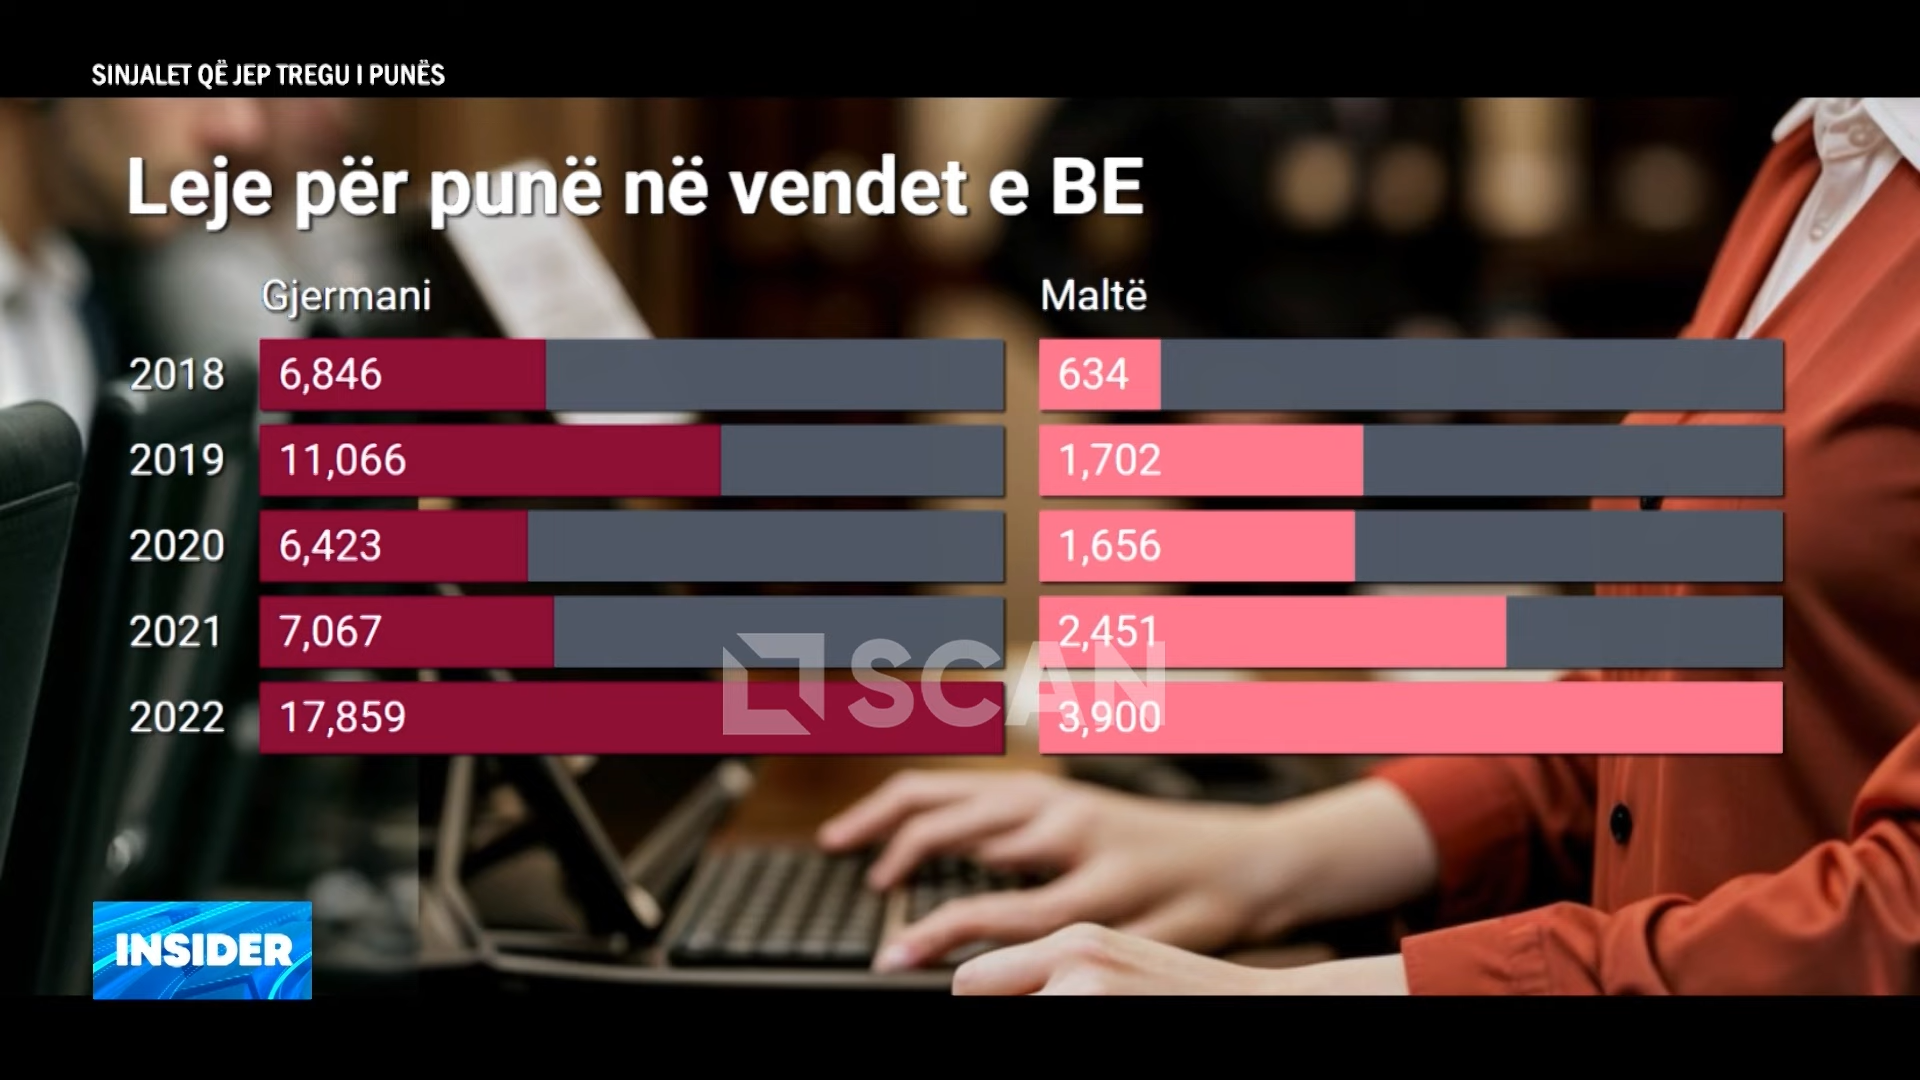 SINJALET QË JEP TREGU I PUNËS
Leje për punë në vendet e BE
Gjermani Maltë
2018 6,846 634
2019 11,066 1,702
2020 6,423 1,656
2021 7,067 2,451
2022 17,859 3,900
SCAN
INSIDER